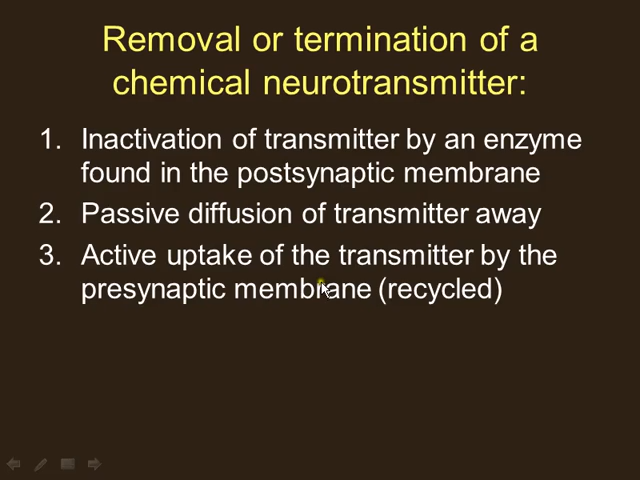 Removal or termination of a
chemical neurotransmitter:
1. Inactivation of transmitter by an enzyme
found in the postsynaptic membrane
2. Passive diffusion of transmitter away
3. Active uptake of the transmitter by the
presynaptic membrane (recycled)